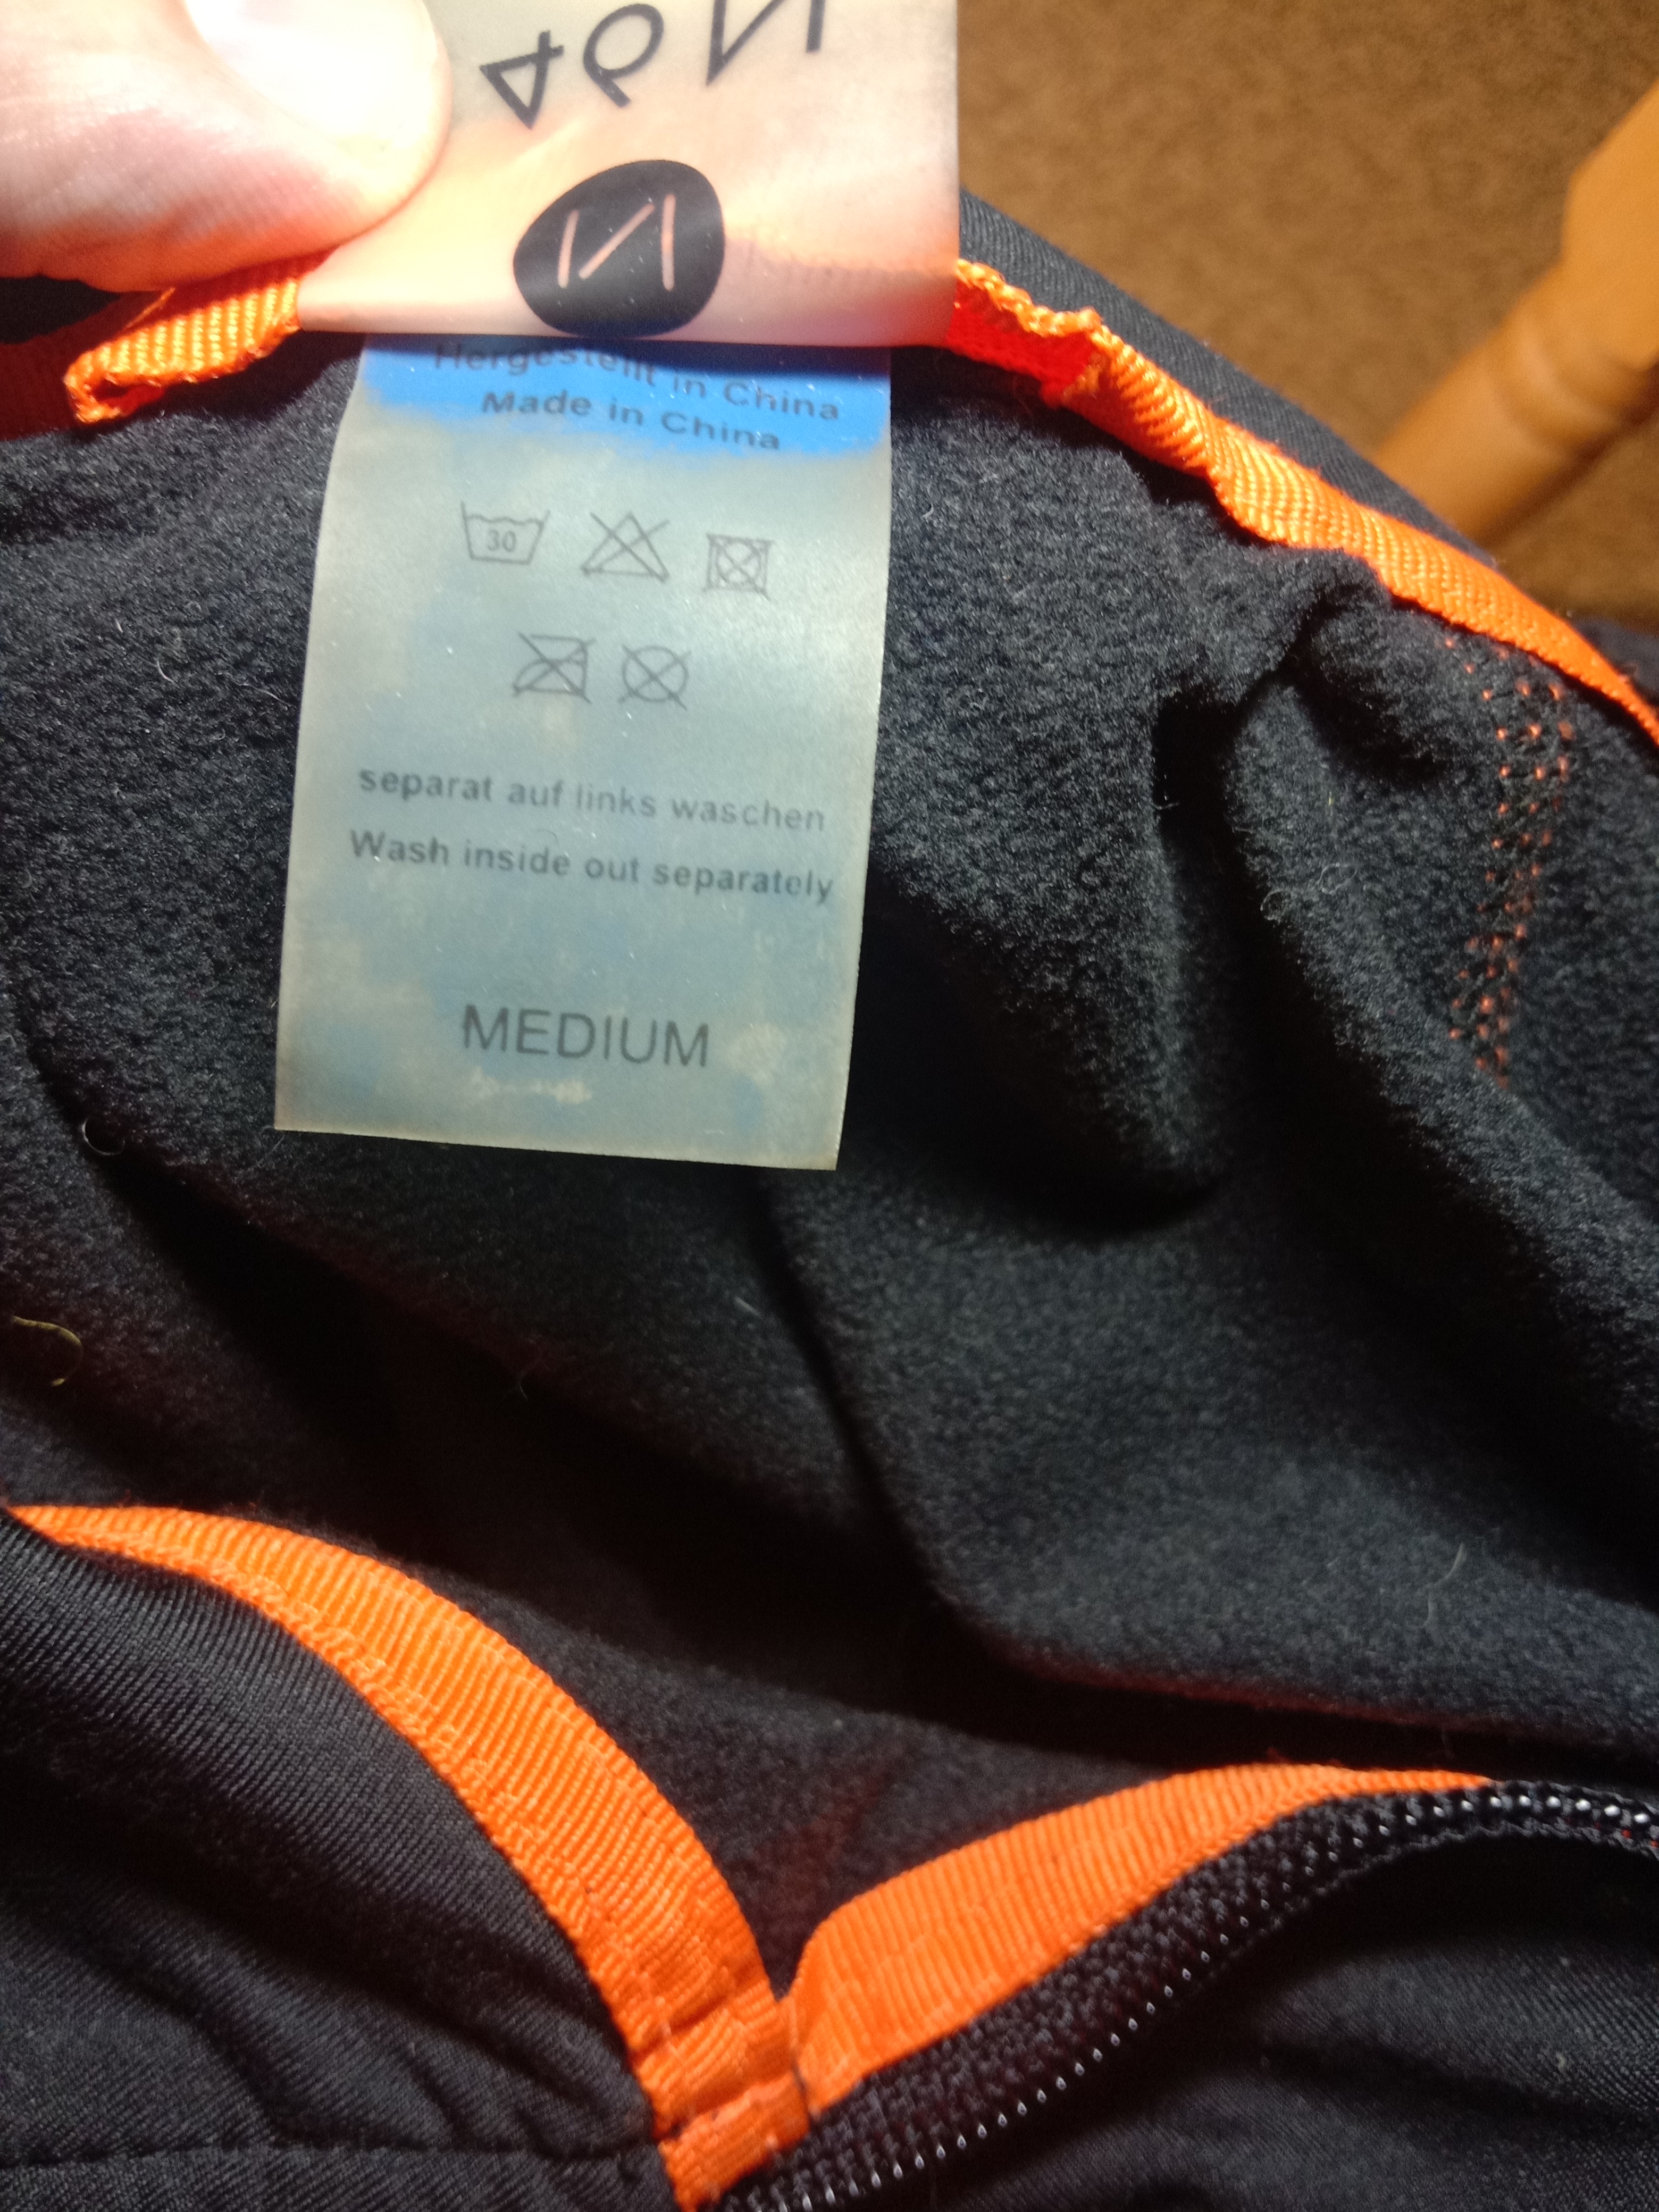 Hergestellt in China
Made in China
30
separat auf links waschen
Wash inside out separately
MEDIUM